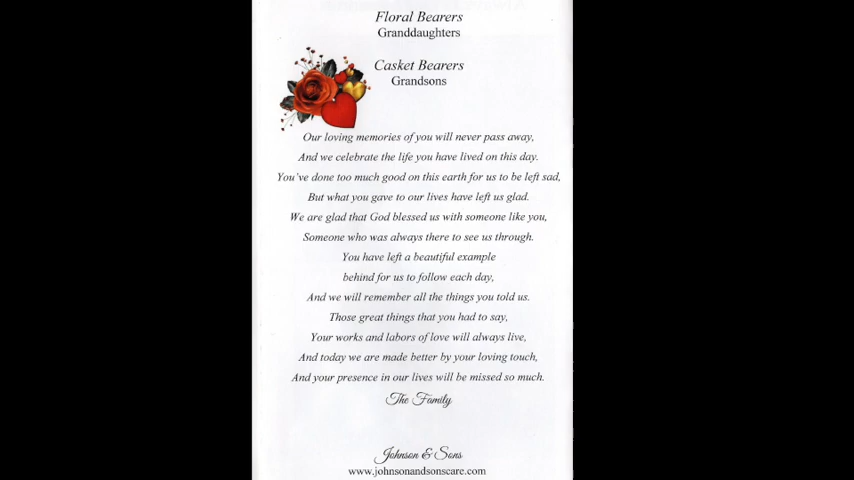 Floral Bearers
Granddaughters
Casket Bearers
Grandsons
Our loving memories of you will never pass away,
And we celebrate the life you have lived on this day.
You've done too much good on this earth for us to be left sad,
But what you gave to our lives have left us glad.
We are glad that God blessed us with someone like you,
Someone who was always there to see us through.
You have left a beautiful example
behind for us to follow each day,
And we will remember all the things you told us.
Those great things that you had to say,
Your works and labors of love will always live,
And today we are made better by your loving touch,
And your presence in our lives will be missed so much.
The Family
Johnson & Sons
www.johnsonandsonscare.com